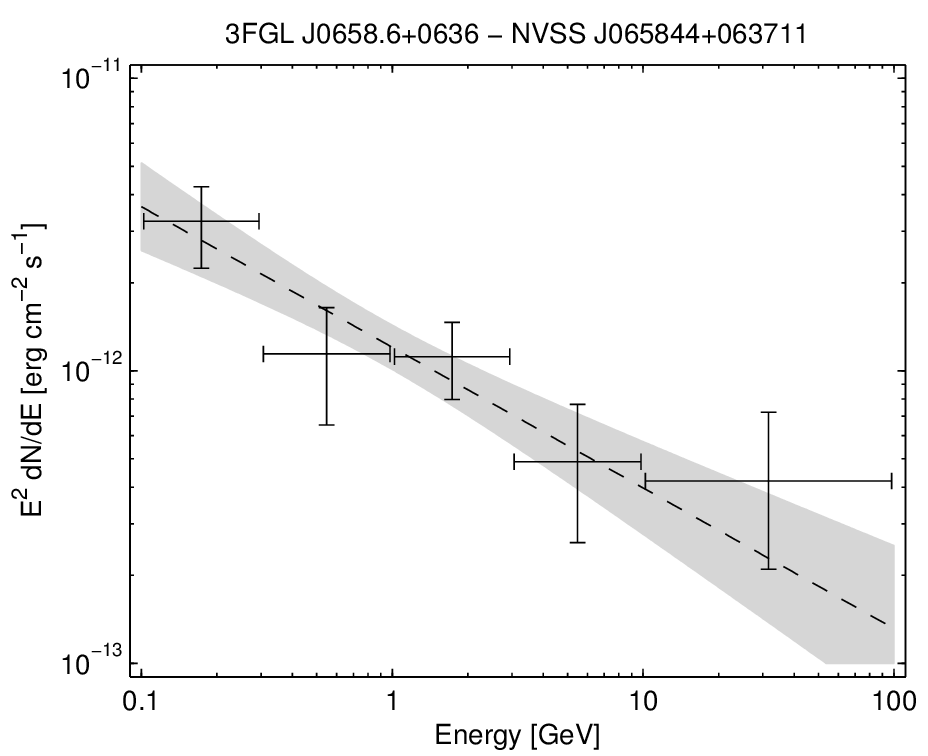 3FGL J0658.6+0636 − NVSS J065844+063711
E² dN/dE [erg cm⁻² s⁻¹]
10⁻¹¹
10⁻¹²
10⁻¹³
0.1 1 10 100
Energy [GeV]